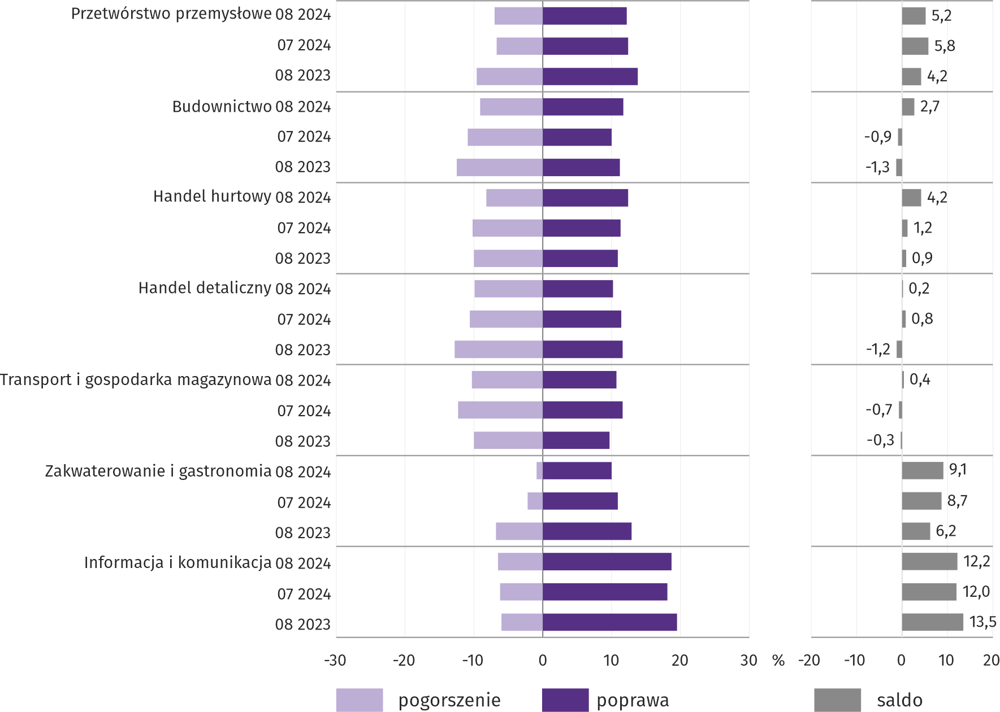 Przetwórstwo przemysłowe 08 2024 5,2
07 2024 5,8
08 2023 4,2
Budownictwo 08 2024 2,7
07 2024 -0,9
08 2023 -1,3
Handel hurtowy 08 2024 4,2
07 2024 1,2
08 2023 0,9
Handel detaliczny 08 2024 0,2
07 2024 0,8
08 2023 -1,2
Transport i gospodarka magazynowa 08 2024 0,4
07 2024 -0,7
08 2023 -0,3
Zakwaterowanie i gastronomia 08 2024 9,1
07 2024 8,7
08 2023 6,2
Informacja i komunikacja 08 2024 12,2
07 2024 12,0
08 2023 13,5
-30 -20 -10 0 10 20 30 % -20 -10 0 10 20
pogorszenie poprawa saldo